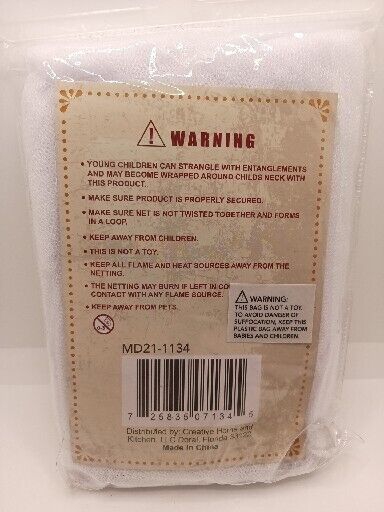 WARNING
• YOUNG CHILDREN CAN STRANGLE WITH ENTANGLEMENTS
AND MAY BECOME WRAPPED AROUND CHILDS NECK WITH
THIS PRODUCT.
• MAKE SURE PRODUCT IS PROPERLY SECURED.
• MAKE SURE NET IS NOT TWISTED TOGETHER AND FORMS
IN A LOOP.
• KEEP AWAY FROM CHILDREN.
• THIS IS NOT A TOY.
• KEEP ALL FLAME AND HEAT SOURCES AWAY FROM THE
NETTING.
• THE NETTING MAY BURN IF LEFT IN
CONTACT WITH ANY FLAME SOURCE.
• KEEP AWAY FROM PETS.
WARNING:
THIS BAG IS NOT A TOY.
TO AVOID DANGER OF
SUFFOCATION, KEEP THIS
PLASTIC BAG AWAY FROM
BABIES AND CHILDREN.
0-3
MD21-1134
7 25835 07134 6
Distributed by: Creative Home and
Kitchen, LLC Doral, Florida
Made in China